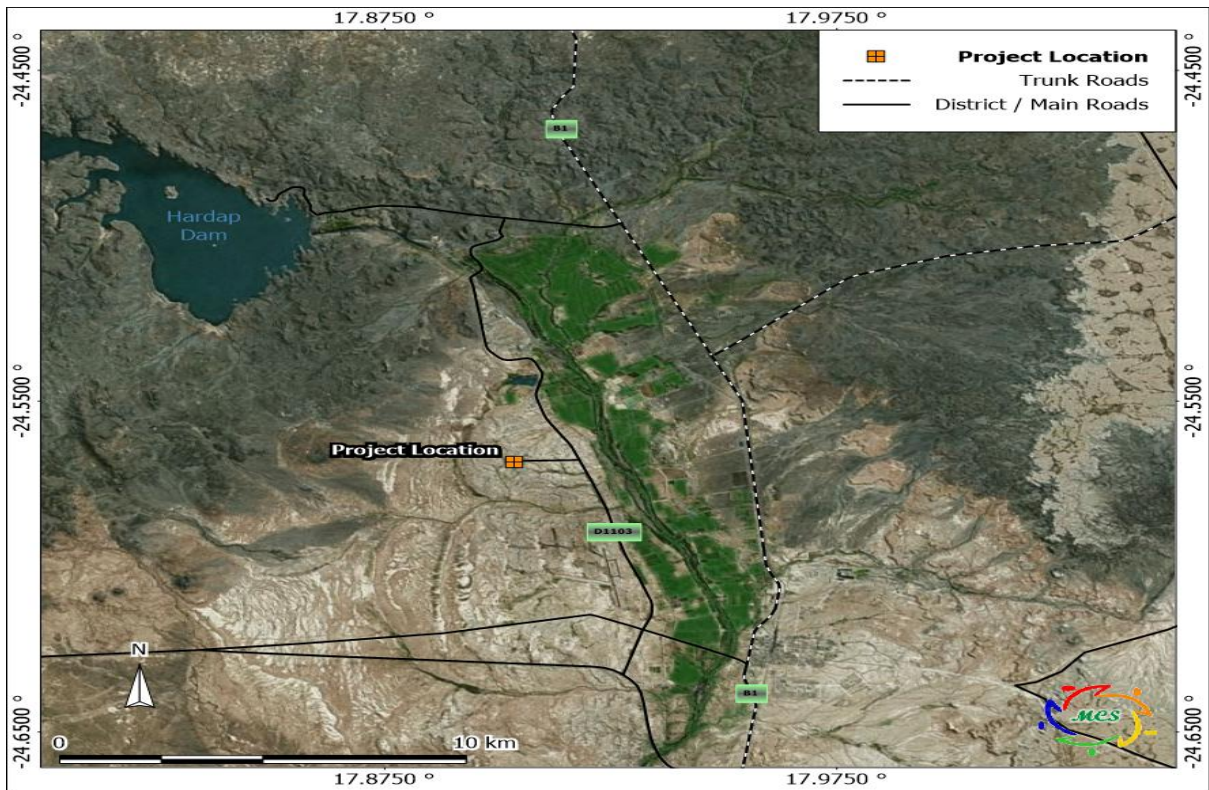 17.8750 °
17.9750 °
-24.4500 °
-24.4500 °
Project Location
Trunk Roads
District / Main Roads
B1
Hardap
Dam
-24.5500 °
-24.5500 °
Project Location
D1103
N
B1
MCS
-24.6500 °
-24.6500 °
0
10 km
17.8750 °
17.9750 °